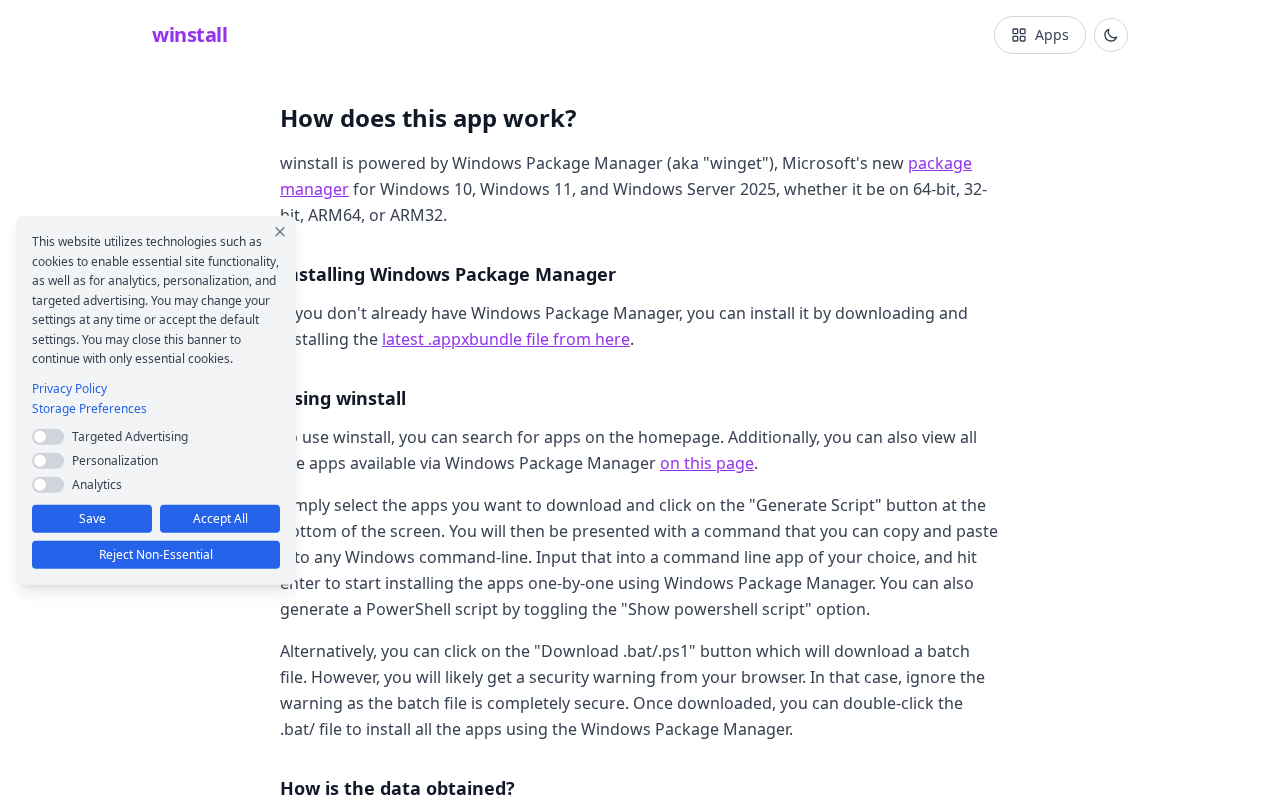 winstall
Apps
How does this app work?
winstall is powered by Windows Package Manager (aka "winget"), Microsoft's new package
manager for Windows 10, Windows 11, and Windows Server 2025, whether it be on 64-bit, 32-
bit, ARM64, or ARM32.
This website utilizes technologies such as
cookies to enable essential site functionality,
as well as for analytics, personalization, and
targeted advertising. You may change your
settings at any time or accept the default
settings. You may close this banner to
continue with only essential cookies.
Privacy Policy
Storage Preferences
Targeted Advertising
Personalization
Analytics
Save
Accept All
Reject Non-Essential
Installing Windows Package Manager
you don't already have Windows Package Manager, you can install it by downloading and
installing the latest .appxbundle file from here.
Using winstall
To use winstall, you can search for apps on the homepage. Additionally, you can also view all
the apps available via Windows Package Manager on this page.
Simply select the apps you want to download and click on the "Generate Script" button at the
bottom of the screen. You will then be presented with a command that you can copy and paste
into any Windows command-line. Input that into a command line app of your choice, and hit
enter to start installing the apps one-by-one using Windows Package Manager. You can also
generate a PowerShell script by toggling the "Show powershell script" option.
Alternatively, you can click on the "Download .bat/.ps1" button which will download a batch
file. However, you will likely get a security warning from your browser. In that case, ignore the
warning as the batch file is completely secure. Once downloaded, you can double-click the
.bat/ file to install all the apps using the Windows Package Manager.
How is the data obtained?